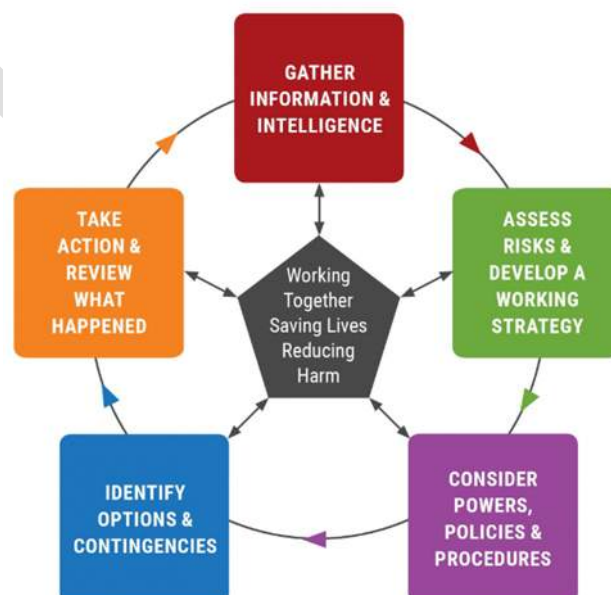 GATHER
INFORMATION &
INTELLIGENCE
ASSESS
RISKS &
DEVELOP A
WORKING
STRATEGY
CONSIDER
POWERS,
POLICIES &
PROCEDURES
IDENTIFY
OPTIONS &
CONTINGENCIES
TAKE
ACTION &
REVIEW
WHAT
HAPPENED
Working
Together
Saving Lives
Reducing
Harm